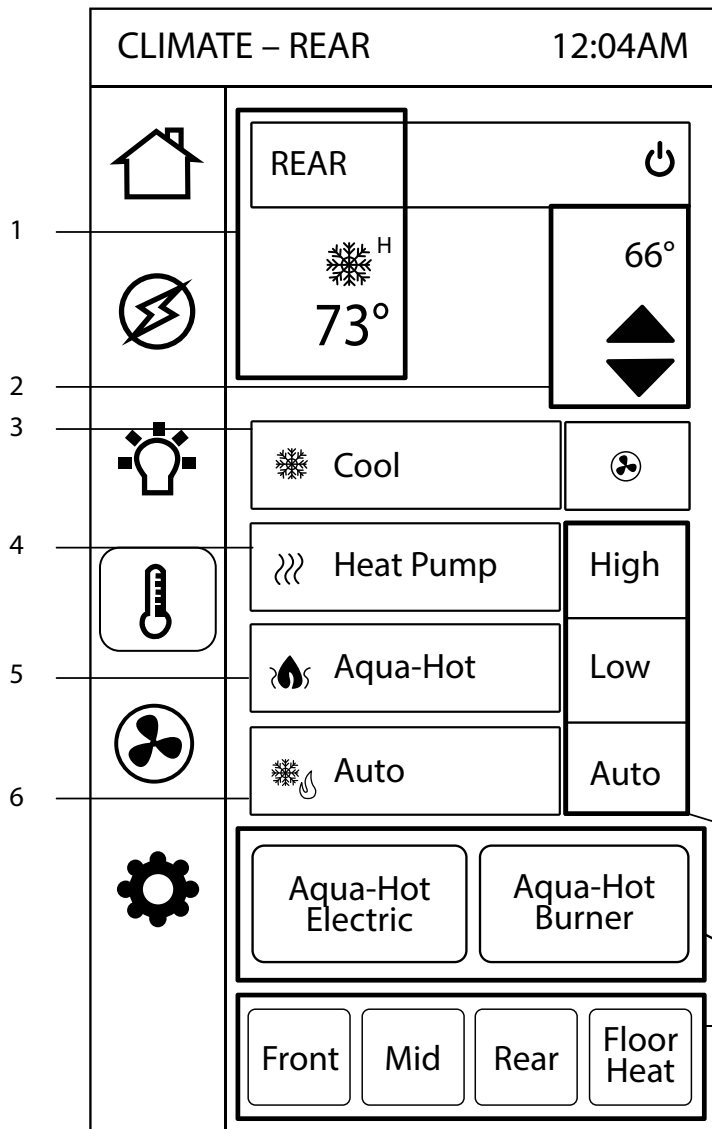 CLIMATE – REAR 12:04AM
REAR
1
H
66°
73°
2
3
Cool
4
Heat Pump High
5
Aqua-Hot Low
6
Auto Auto
Aqua-Hot
Electric
Aqua-Hot
Burner
Front Mid Rear Floor
Heat